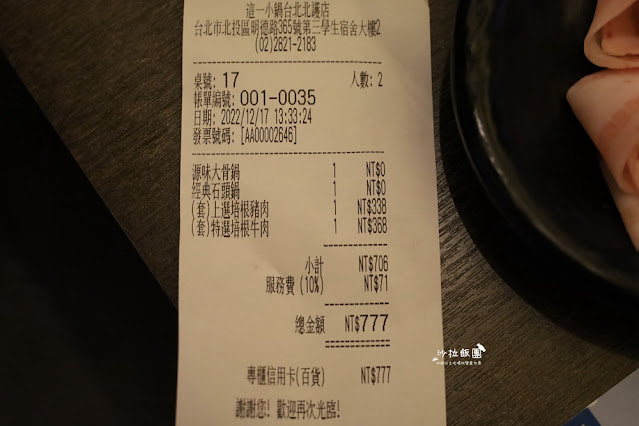 這一小鍋台北北護店
台北市北投區明德路365號第三學生宿舍大樓2
(02)2821-2183
桌號: 17 人數: 2
帳單編號: 001-0035
日期: 2022/12/17 13:33:24
發票號碼: [AA00002646]
源味大骨鍋 1 NT$0
經典石頭鍋 1 NT$0
(套)上選培根豬肉 1 NT$338
(套)特選培根牛肉 1 NT$368
小計 NT$706
服務費 (10%) NT$71
總金額 NT$777
專櫃信用卡(百貨) NT$777
謝謝您! 歡迎再次光臨!
沙拉飯團